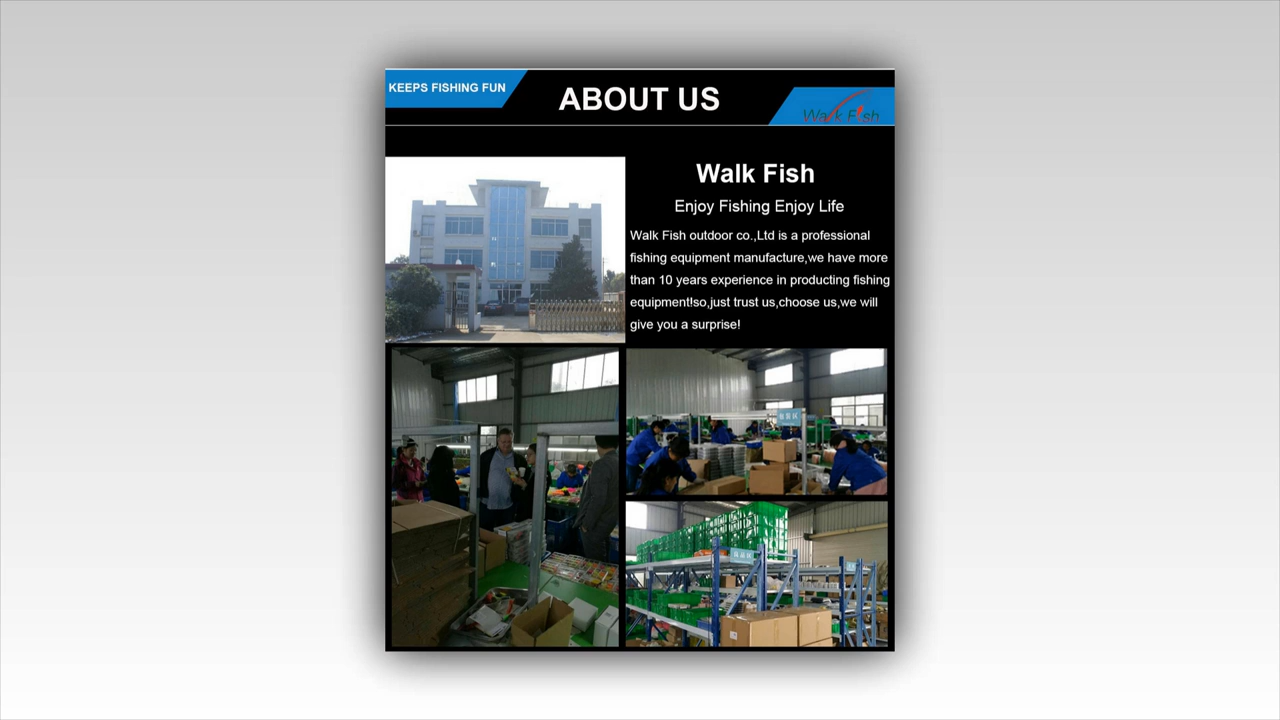 KEEPS FISHING FUN
ABOUT US
Walk Fish
Walk Fish
Enjoy Fishing Enjoy Life
Walk Fish outdoor co.,Ltd is a professional
fishing equipment manufacture,we have more
than 10 years experience in producting fishing
equipment!so,just trust us,choose us,we will
give you a surprise!